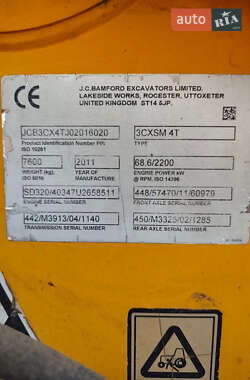 RIA
J.C.BAMFORD EXCAVATORS LIMITED.
LAKESIDE WORKS, ROCESTER, UTTOXETER
UNITED KINGDOM ST14 5JP.
CE
JCB3CX4TJ02016020 3CXSM 4T
Product Identification Number PIN TYPE
ISO 10261
7600 2011 68.6/2200
WEIGHT (kg). YEAR OF ENGINE POWER kW
ISO 6016 MANUFACTURE @ RPM. ISO 14396
SD320/40347U2658511 448/57470/11/60979
ENGINE SERIAL NUMBER FRONT AXLE SERIAL NUMBER
442/M3913/04/1140 450/M3325/02/1285
TRANSMISSION SERIAL NUMBER REAR AXLE SERIAL NUMBER